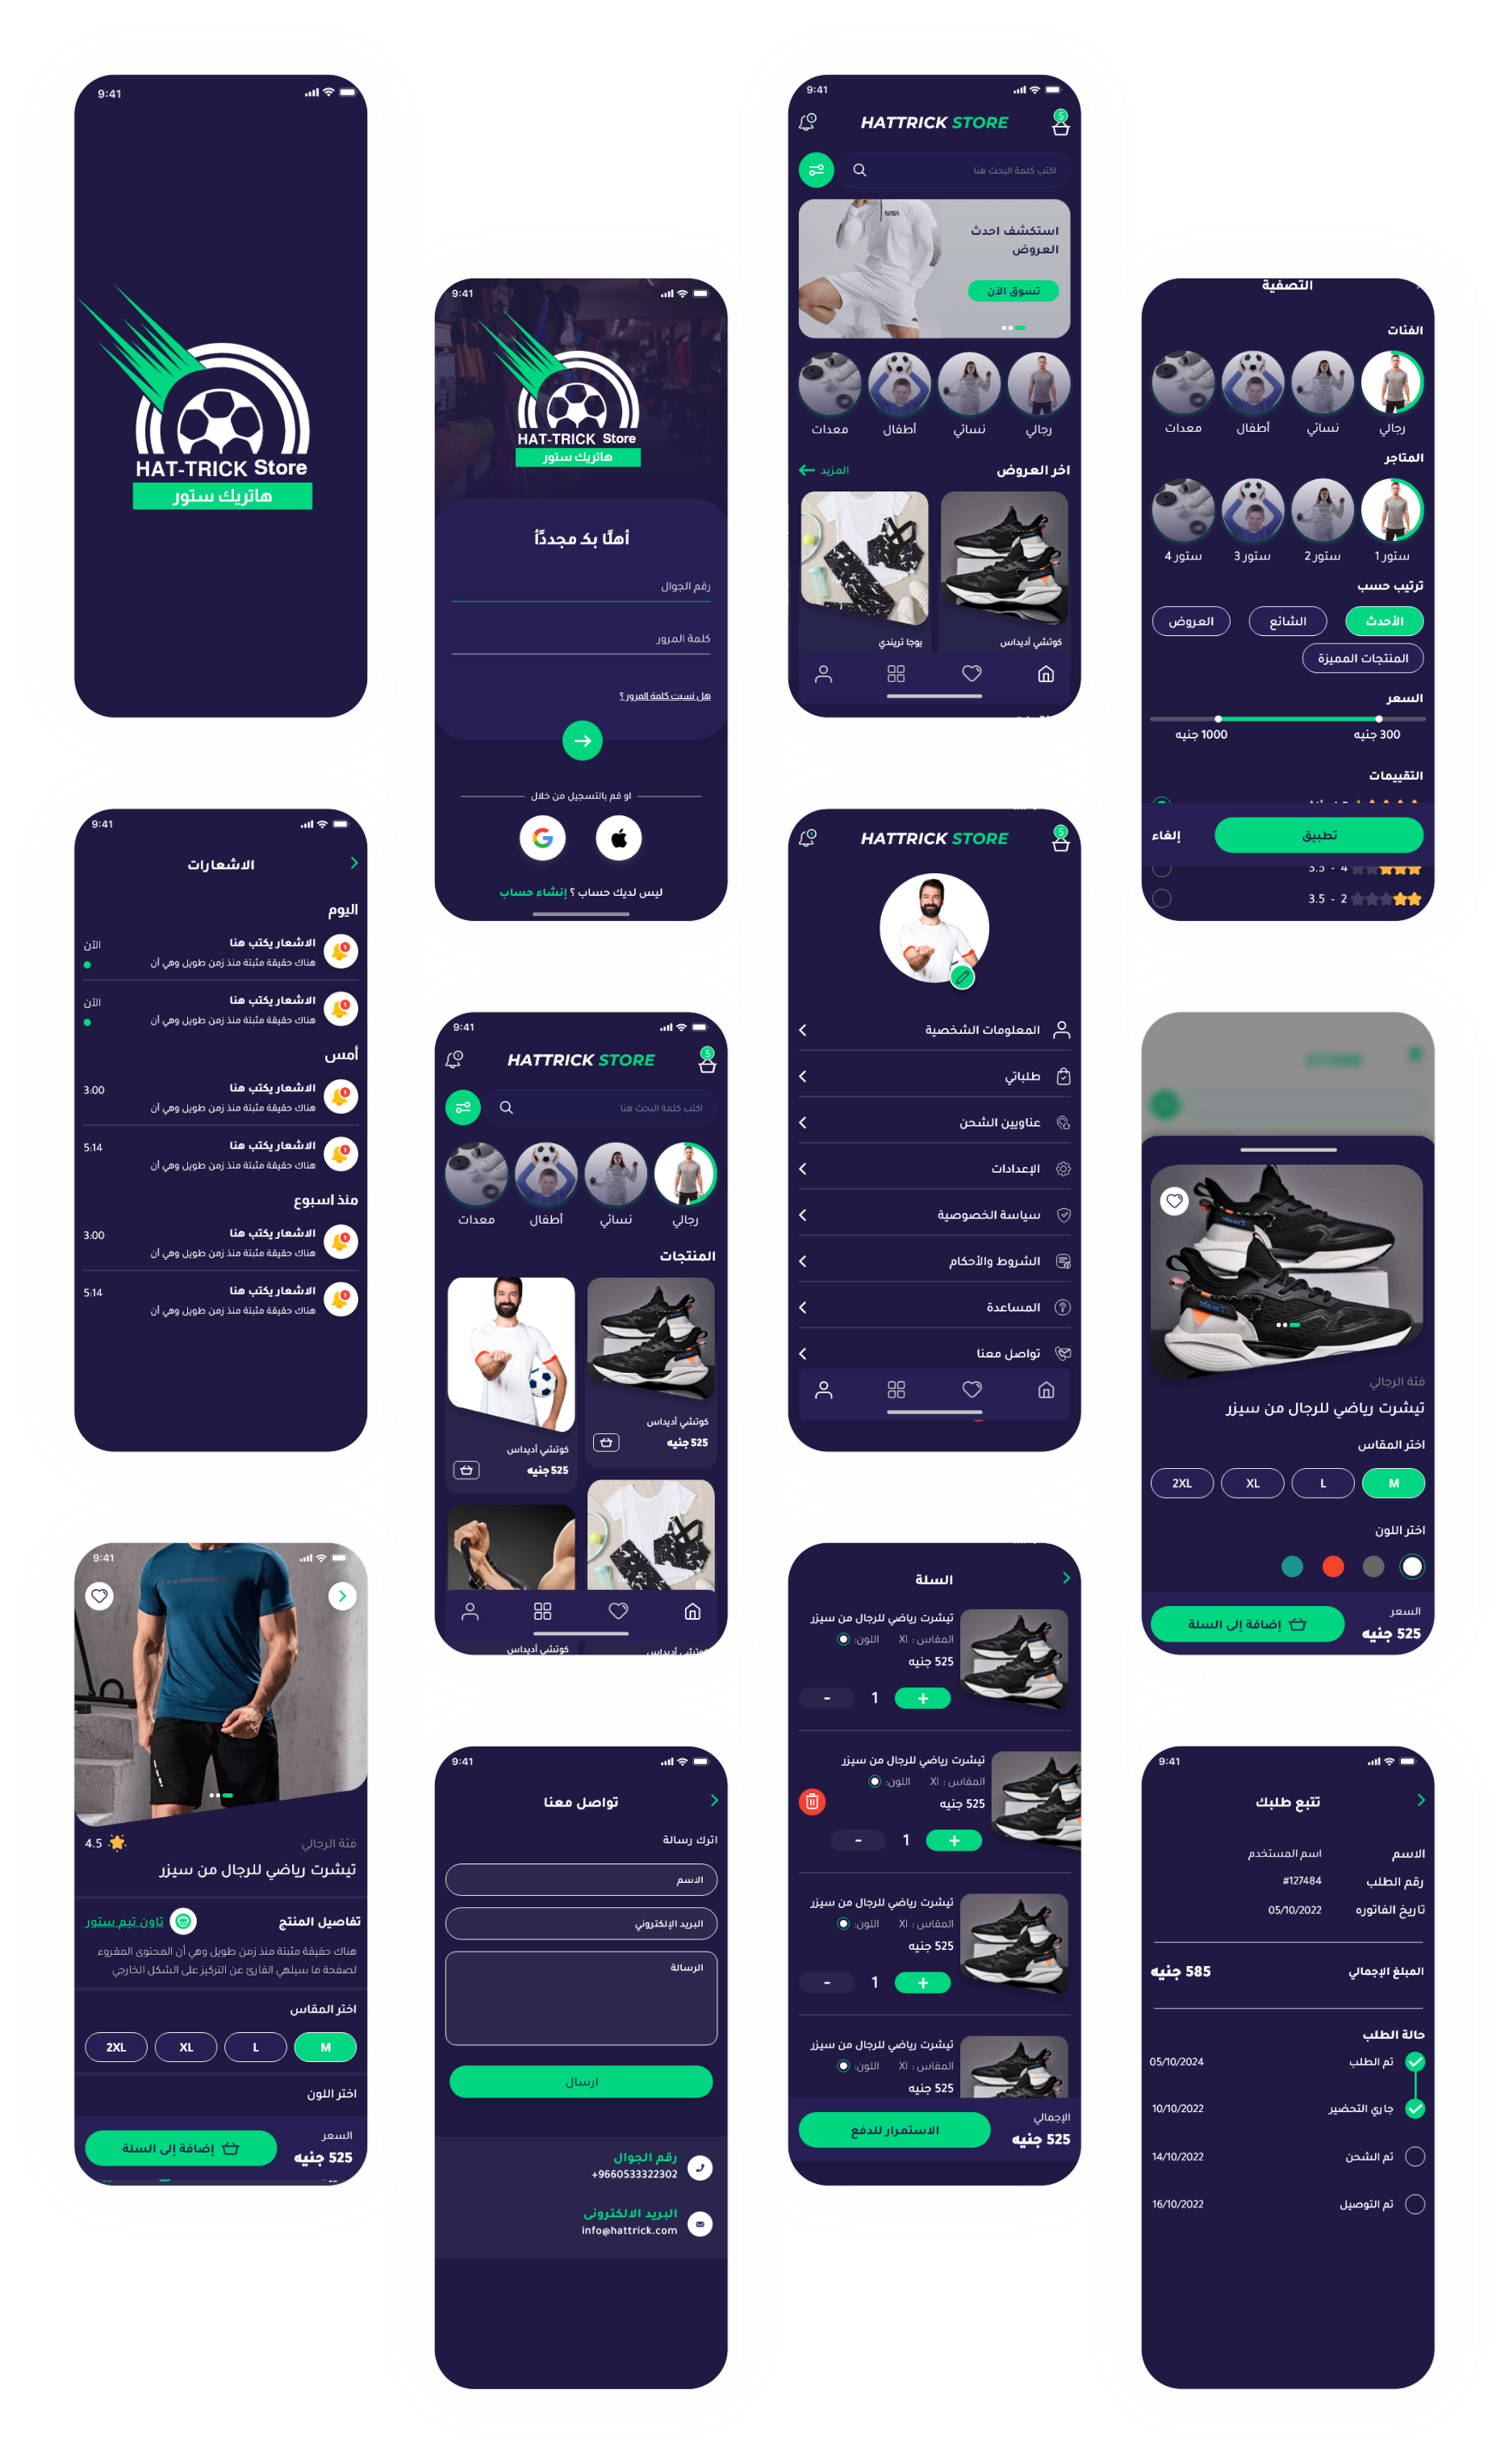 9:41
HAT-TRICK Store
هاتريك ستور
9:41
HAT-TRICK Store
هاتريك ستور
أهلًا بك مجددًأ
رقم الجوال
كلمة المرور
هل نسيت كلمة المرور ؟
او قم بالتسجيل من خلال
ليس لديك حساب ؟ إنشاء حساب
9:41
HATTRICK STORE
5
اكتب كلمة البحث هنا
NASA
استكشف احدث
العروض
تسوق الآن
رجالي
نسائي
أطفال
معدات
اخر العروض
المزيد
كوتشي أديداس
يوجا تريندي
التصفية
الفئات
رجالي
نسائي
أطفال
معدات
المتاجر
ستور 1
ستور 2
ستور 3
ستور 4
ترتيب حسب
الأحدث
الشائع
العروض
المنتجات المميزة
السعر
300 جنيه
1000 جنيه
التقييمات
تطبيق
إلغاء
3.5 - 4
3.5 - 2
9:41
الاشعارات
اليوم
الاشعار يكتب هنا
الآن
هناك حقيقة مثبتة منذ زمن طويل وهي أن
الاشعار يكتب هنا
الآن
هناك حقيقة مثبتة منذ زمن طويل وهي أن
أمس
الاشعار يكتب هنا
3:00
هناك حقيقة مثبتة منذ زمن طويل وهي أن
الاشعار يكتب هنا
5:14
هناك حقيقة مثبتة منذ زمن طويل وهي أن
منذ اسبوع
الاشعار يكتب هنا
3:00
هناك حقيقة مثبتة منذ زمن طويل وهي أن
الاشعار يكتب هنا
5:14
هناك حقيقة مثبتة منذ زمن طويل وهي أن
9:41
HATTRICK STORE
5
اكتب كلمة البحث هنا
رجالي
نسائي
أطفال
معدات
المنتجات
كوتشي أديداس
525 جنيه
كوتشي أديداس
525 جنيه
كوتشي أديداس
كوتشي أديداس
HATTRICK STORE
5
المعلومات الشخصية
طلباتي
عناويين الشحن
الإعدادات
سياسة الخصوصية
الشروط والأحكام
المساعدة
تواصل معنا
فئة الرجالي
تيشرت رياضي للرجال من سيزر
اختر المقاس
M
L
XL
2XL
اختر اللون
السعر
525 جنيه
إضافة إلى السلة
9:41
4.5
فئة الرجالي
تيشرت رياضي للرجال من سيزر
تفاصيل المنتج
تاون تيم ستور
هناك حقيقة مثبتة منذ زمن طويل وهي أن المحتوى المقروء
لصفحة ما سيلهي القارئ عن التركيز على الشكل الخارجي
اختر المقاس
M
L
XL
2XL
اختر اللون
السعر
525 جنيه
إضافة إلى السلة
9:41
تواصل معنا
اترك رسالة
الاسم
البريد الإلكتروني
الرسالة
ارسال
رقم الجوال
+9660533322302
البريد الالكترونى
info@hattrick.com
السلة
تيشرت رياضي للرجال من سيزر
المقاس : Xl
اللون:
525 جنيه
+ 1 -
تيشرت رياضي للرجال من سيزر
المقاس : Xl
اللون:
525 جنيه
+ 1 -
تيشرت رياضي للرجال من سيزر
المقاس : Xl
اللون:
525 جنيه
+ 1 -
تيشرت رياضي للرجال من سيزر
المقاس : Xl
اللون:
525 جنيه
الإجمالي
525 جنيه
الاستمرار للدفع
9:41
تتبع طلبك
الاسم
اسم المستخدم
رقم الطلب
#127484
تاريخ الفاتوره
05/10/2022
المبلغ الإجمالي
585 جنيه
حالة الطلب
تم الطلب
05/10/2024
جاري التحضير
10/10/2022
تم الشحن
14/10/2022
تم التوصيل
16/10/2022